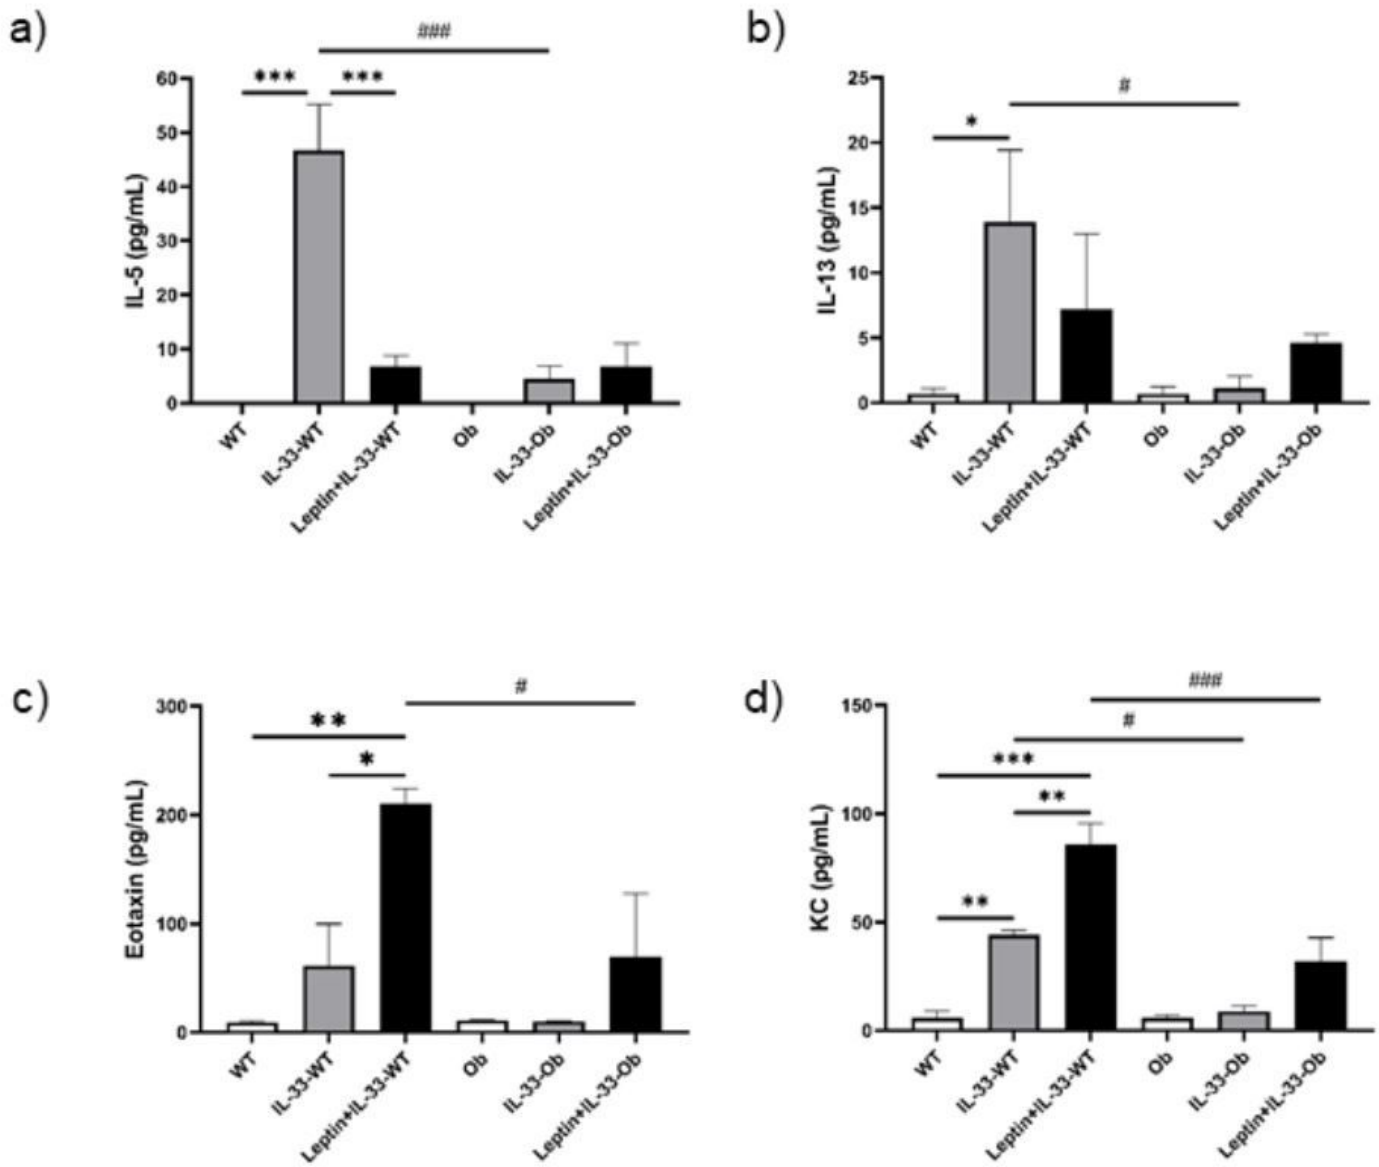 a)
###
*** ***
60
50
40
30
20
10
0
IL-5 (pg/mL)
WT
IL-33-WT
Leptin+IL-33-WT
Ob
IL-33-Ob
Leptin+IL-33-Ob
b)
#
*
25
20
15
10
5
0
IL-13 (pg/mL)
WT
IL-33-WT
Leptin+IL-33-WT
Ob
IL-33-Ob
Leptin+IL-33-Ob
c)
#
**
*
300
200
100
0
Eotaxin (pg/mL)
WT
IL-33-WT
Leptin+IL-33-WT
Ob
IL-33-Ob
Leptin+IL-33-Ob
d)
###
#
***
**
**
150
100
50
0
KC (pg/mL)
WT
IL-33-WT
Leptin+IL-33-WT
Ob
IL-33-Ob
Leptin+IL-33-Ob